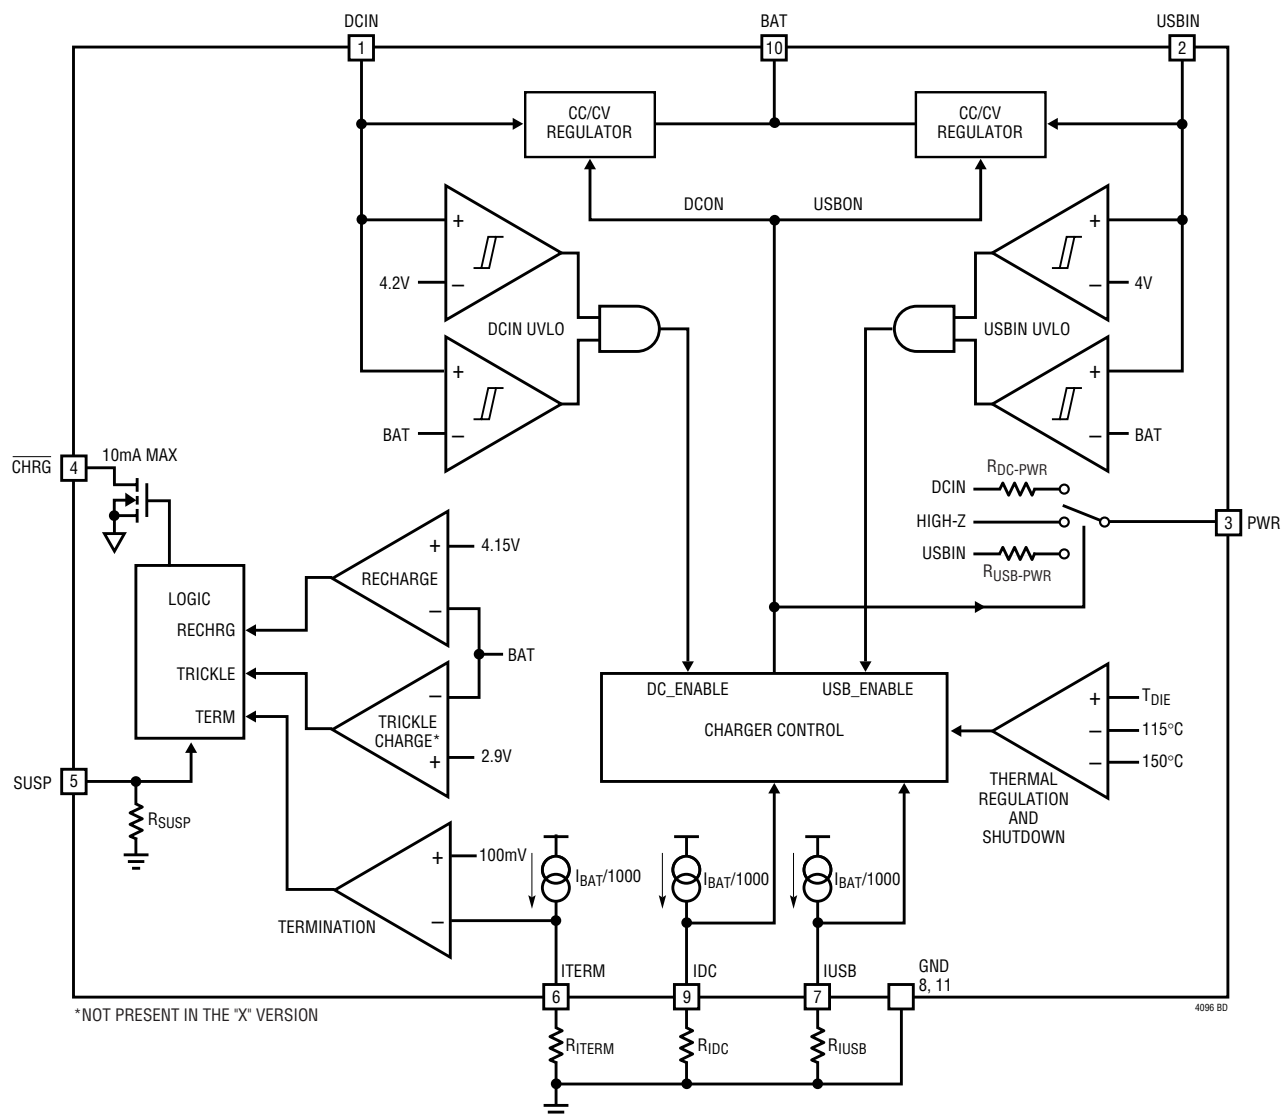 DCIN
BAT
USBIN
1
10
2
CC/CV
REGULATOR
CC/CV
REGULATOR
DCON
USBON
+
+
4.2V
–
–
4V
DCIN UVLO
USBIN UVLO
+
+
BAT
–
–
BAT
CHRG
4
10mA MAX
RDC-PWR
DCIN
HIGH-Z
3
PWR
USBIN
RUSB-PWR
+
4.15V
RECHARGE
–
LOGIC
RECHRG
TRICKLE
TERM
BAT
–
TRICKLE
CHARGE*
+
2.9V
DC_ENABLE
USB_ENABLE
CHARGER CONTROL
+
TDIE
–
115°C
–
150°C
THERMAL
REGULATION
AND
SHUTDOWN
SUSP
5
RSUSP
+
100mV
–
TERMINATION
IBAT/1000
IBAT/1000
IBAT/1000
ITERM
IDC
IUSB
GND
8, 11
6
9
7
*NOT PRESENT IN THE "X" VERSION
4096 BD
RITERM
RIDC
RIUSB